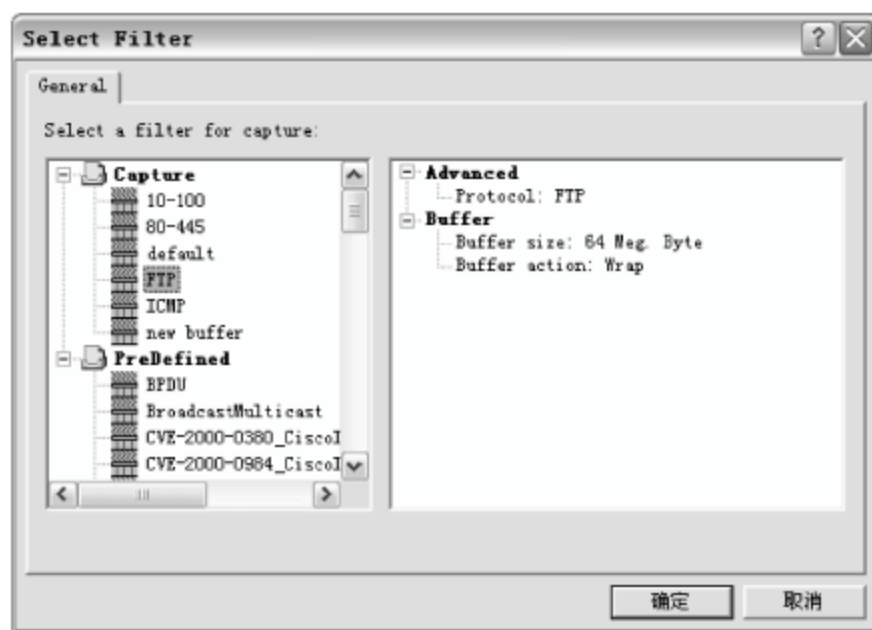 Select Filter
General
Select a filter for capture:
Capture
10-100
80-445
default
FTP
ICMP
new buffer
PreDefined
BPDU
BroadcastMulticast
CVE-2000-0380_CiscoI
CVE-2000-0984_CiscoI
Advanced
Protocol: FTP
Buffer
Buffer size: 64 Meg. Byte
Buffer action: Wrap
确定
取消